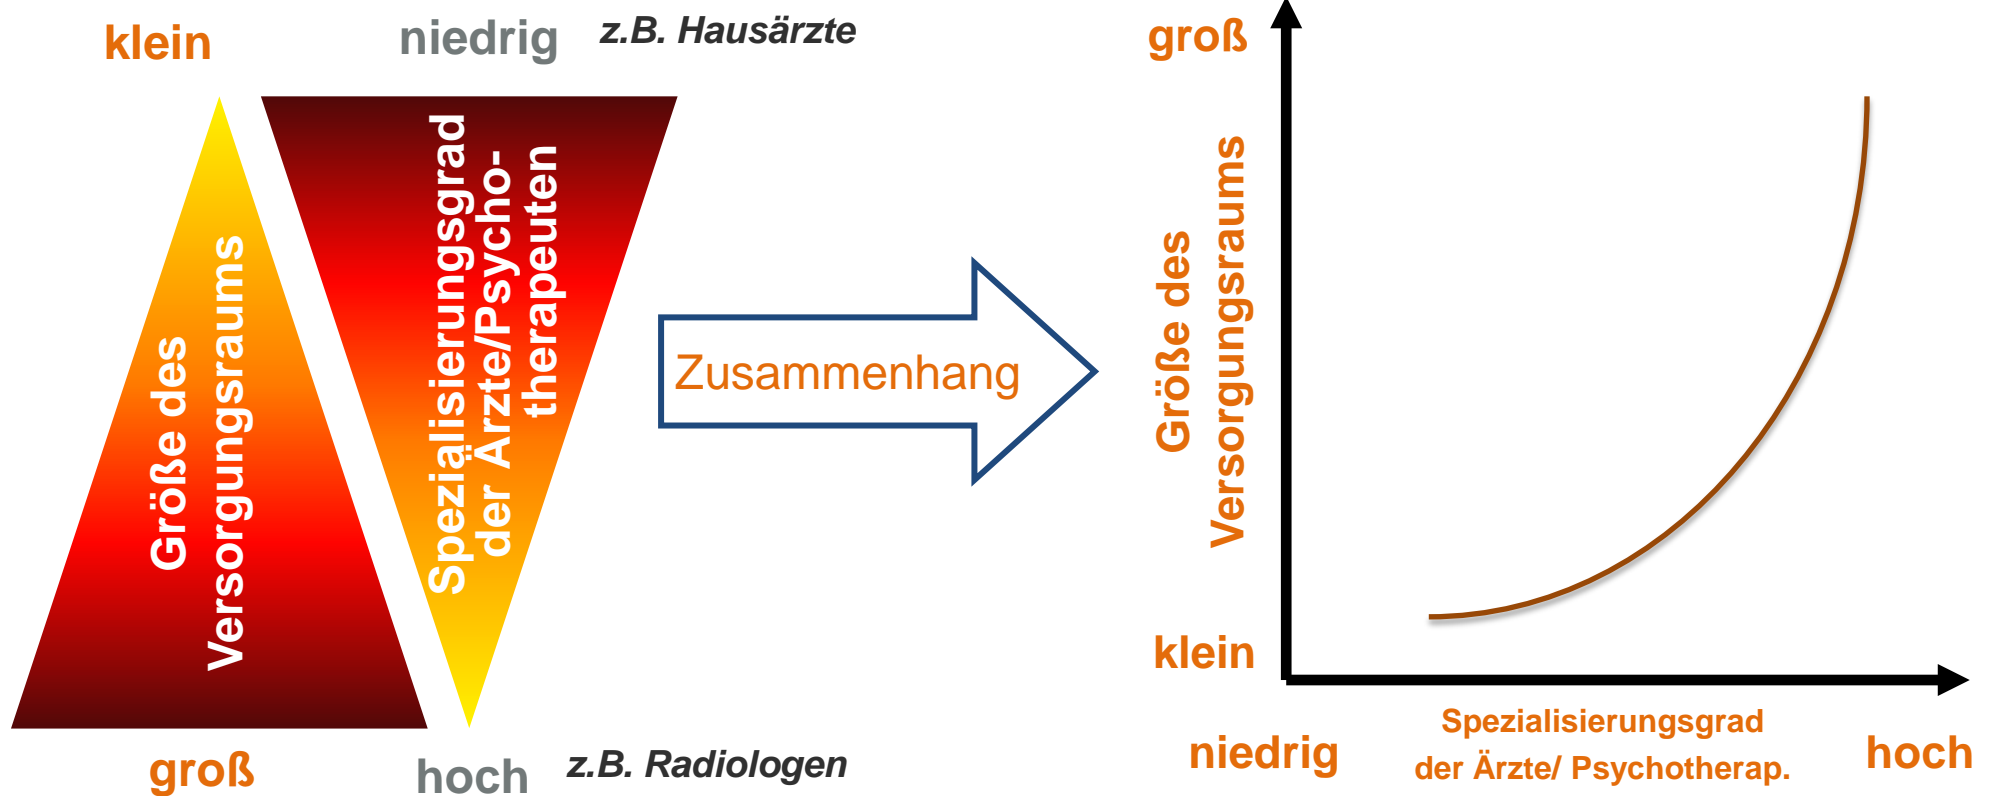 klein
niedrig
z.B. Hausärzte
Größe des
Versorgungsraums
Spezialisierungsgrad
der Ärzte/Psycho-
therapeuten
groß
hoch
z.B. Radiologen
Zusammenhang
groß
Größe des
Versorgungsraums
klein
niedrig
Spezialisierungsgrad
der Ärzte/ Psychotherap.
hoch